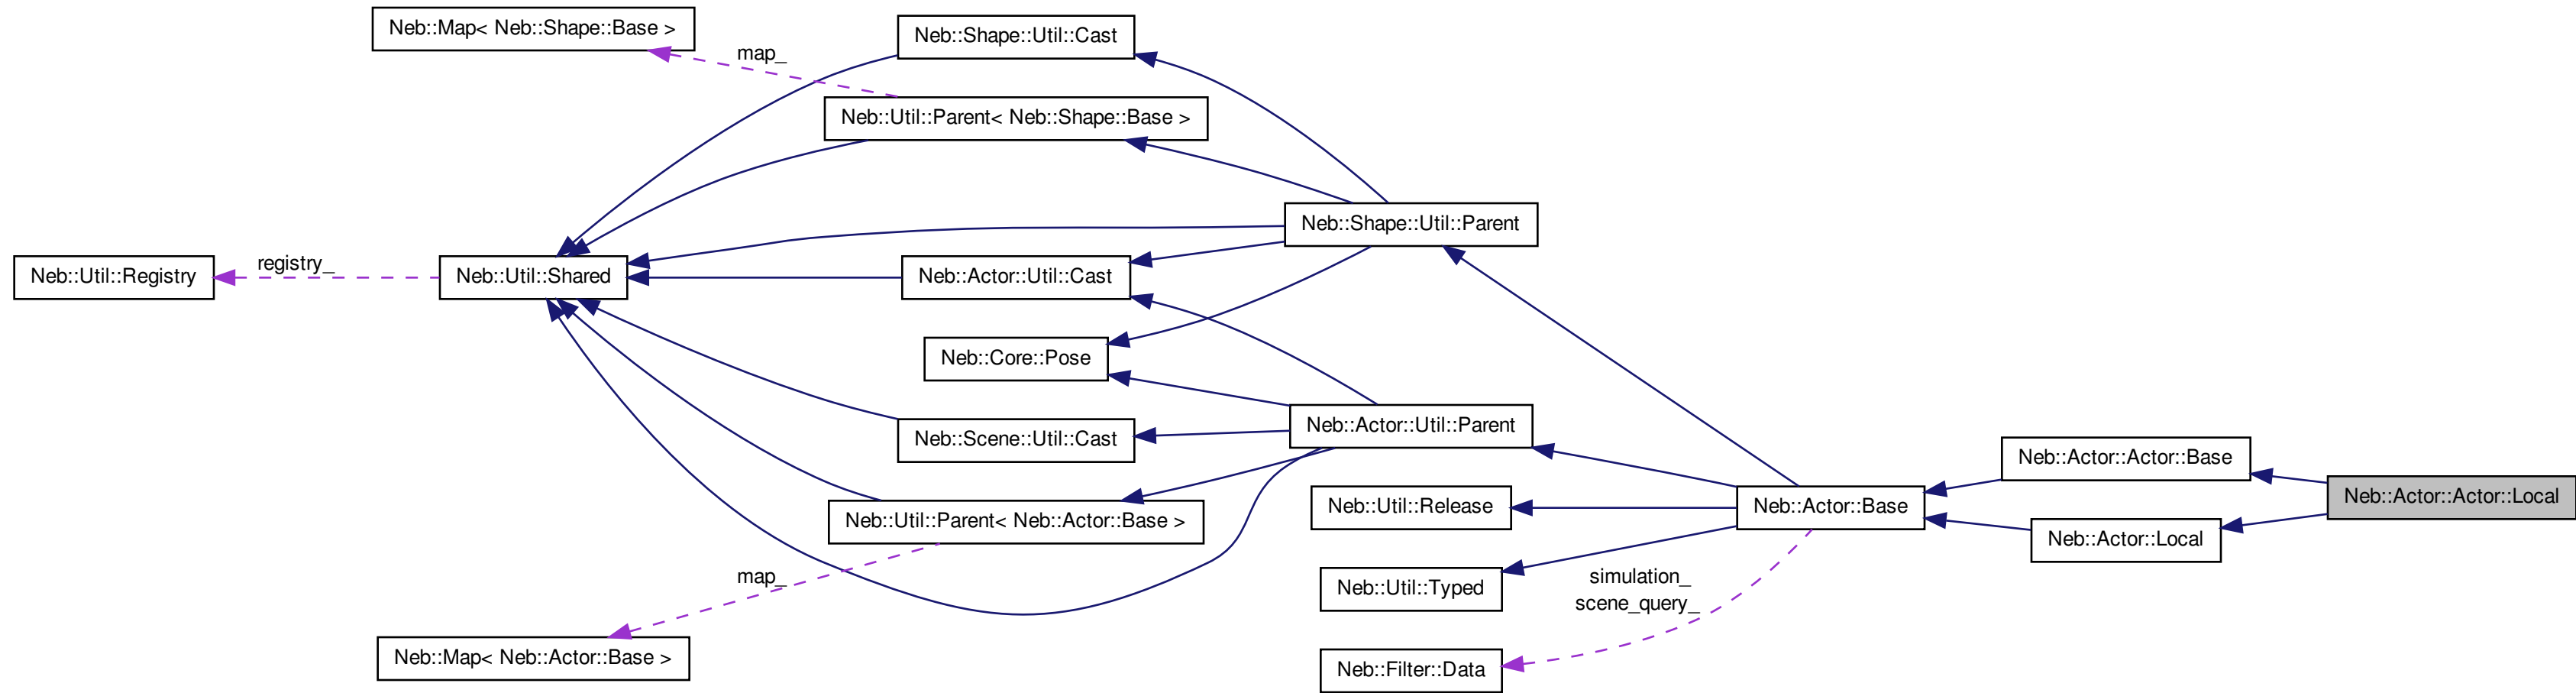 Neb::Map< Neb::Shape::Base >
Neb::Shape::Util::Cast
map_
Neb::Util::Parent< Neb::Shape::Base >
Neb::Shape::Util::Parent
registry_
Neb::Util::Registry
Neb::Util::Shared
Neb::Actor::Util::Cast
Neb::Core::Pose
Neb::Actor::Util::Parent
Neb::Scene::Util::Cast
Neb::Actor::Actor::Base
Neb::Actor::Actor::Local
Neb::Util::Release
Neb::Actor::Base
Neb::Util::Parent< Neb::Actor::Base >
Neb::Actor::Local
map_
simulation_
scene_query_
Neb::Util::Typed
Neb::Map< Neb::Actor::Base >
Neb::Filter::Data